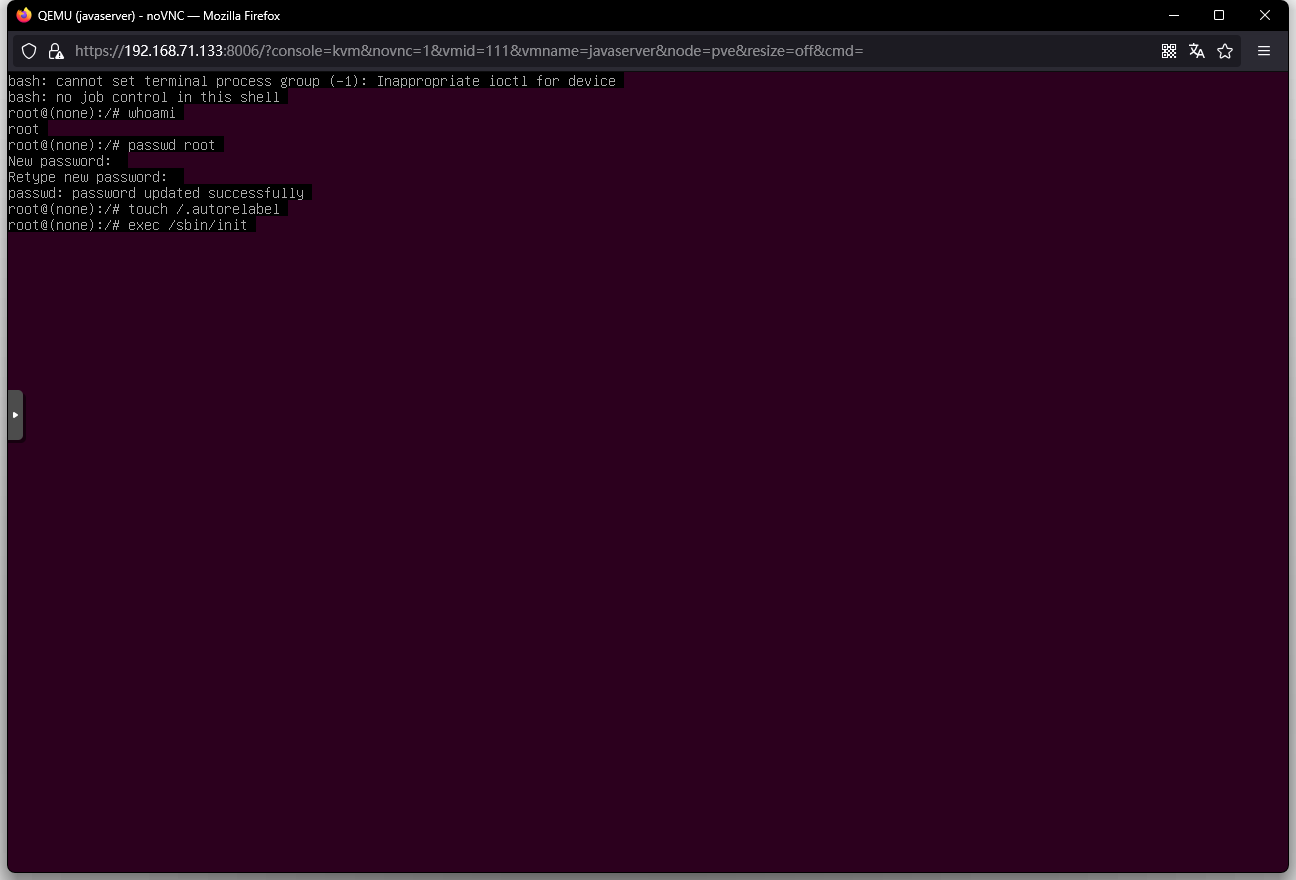 QEMU (javaserver) - noVNC — Mozilla Firefox
https://192.168.71.133:8006/?console=kvm&novnc=1&vmid=111&vmname=javaserver&node=pve&resize=off&cmd=
bash: cannot set terminal process group (-1): Inappropriate ioctl for device
bash: no job control in this shell
root@(none):/# whoami
root
root@(none):/# passwd root
New password:
Retype new password:
passwd: password updated successfully
root@(none):/# touch /.autorelabel
root@(none):/# exec /sbin/init